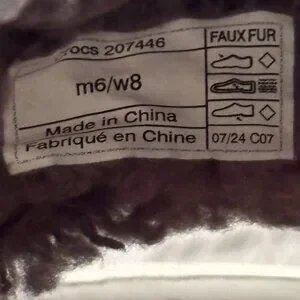 rocs 207446
FAUX FUR
m6/w8
Made in China
Fabriqué en Chine
07/24 C07